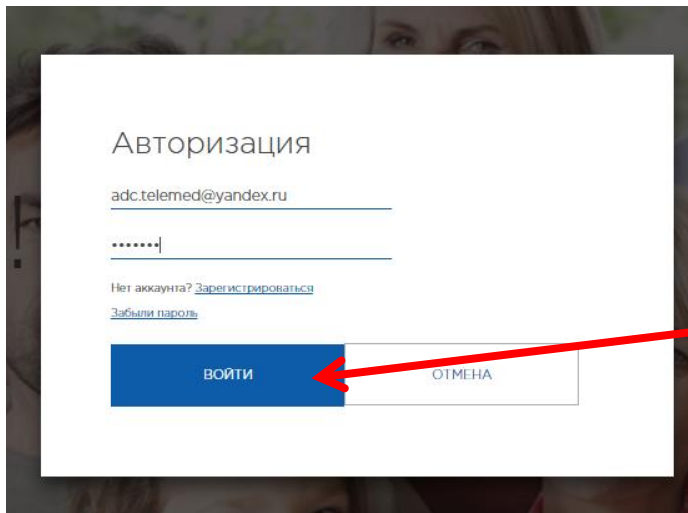 Авторизация
adc.telemed@yandex.ru
•••••••
Нет аккаунта? Зарегистрироваться
Забыли пароль
ВОЙТИ
ОТМЕНА
!